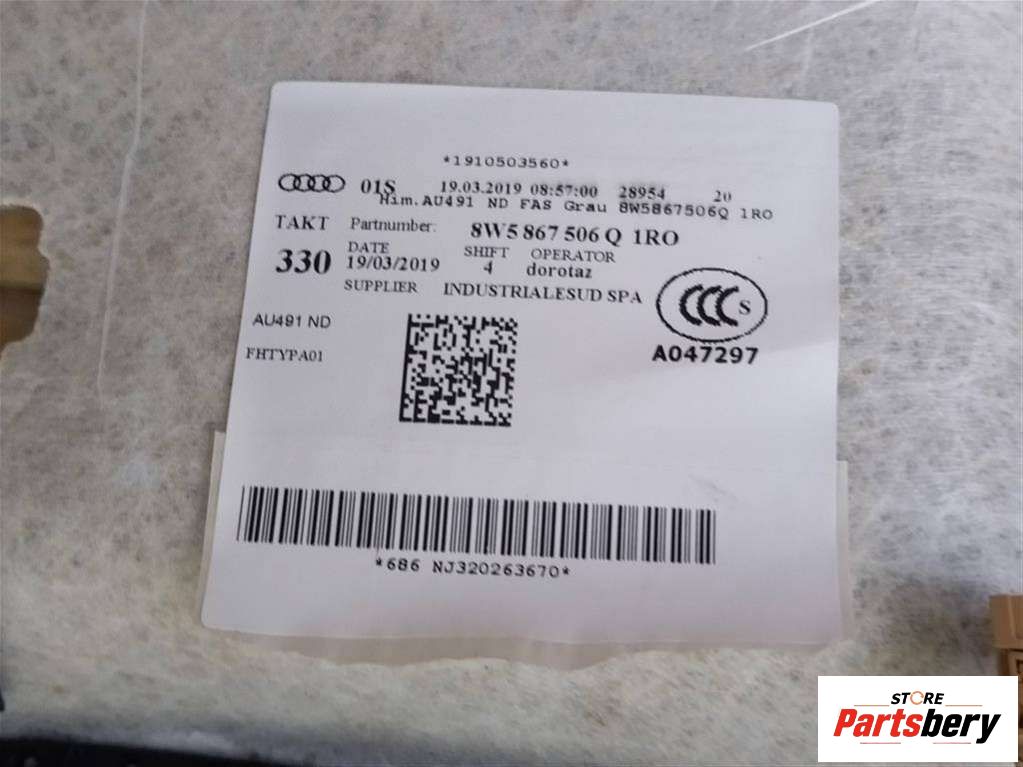 *1910503560*
01S 19.03.2019 08:57:00 28954 20
Him.AU491 ND FAS Grau 8W5867506Q 1RO
TAKT Partnumber: 8W5 867 506 Q 1RO
330 DATE SHIFT OPERATOR
19/03/2019 4 dorotaz
SUPPLIER INDUSTRIALESUD SPA
CCC S
AU491 ND
A047297
FHTYPA01
*686 NJ320263670*
STORE
Partsbery